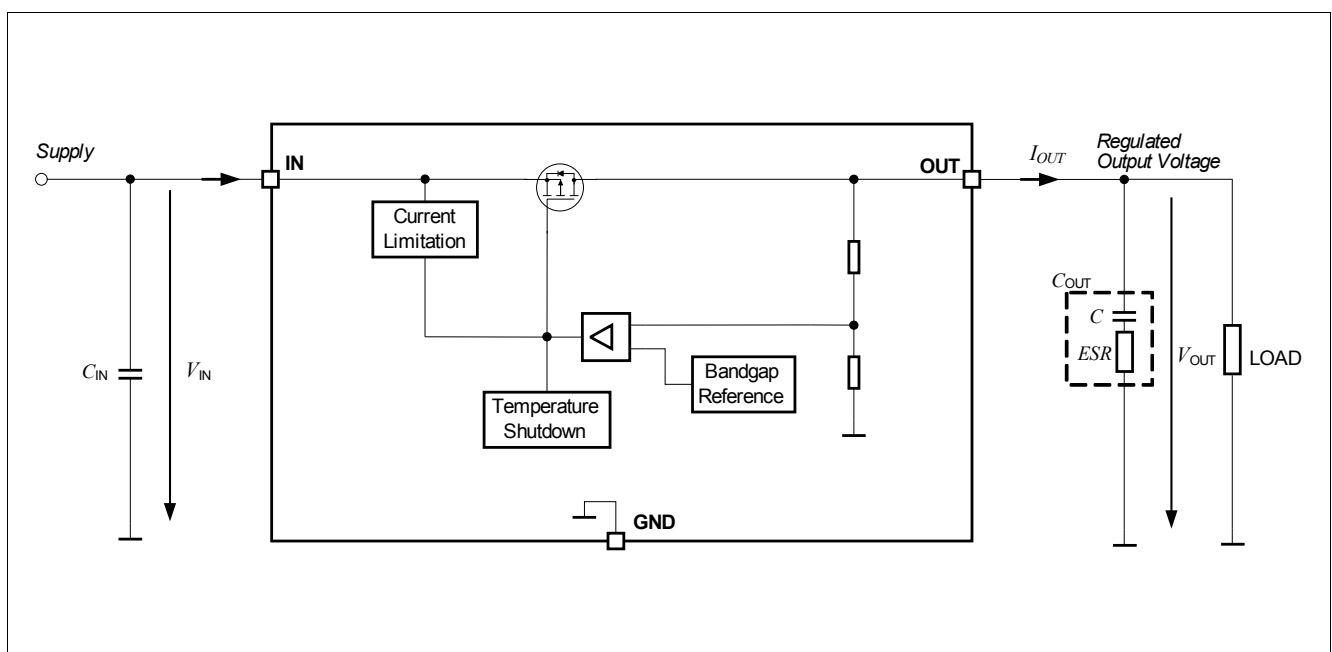 Supply
IN
OUT
I_OUT
Regulated
Output Voltage
Current
Limitation
C_OUT
C
ESR
C_IN
V_IN
V_OUT
LOAD
Bandgap
Reference
Temperature
Shutdown
GND